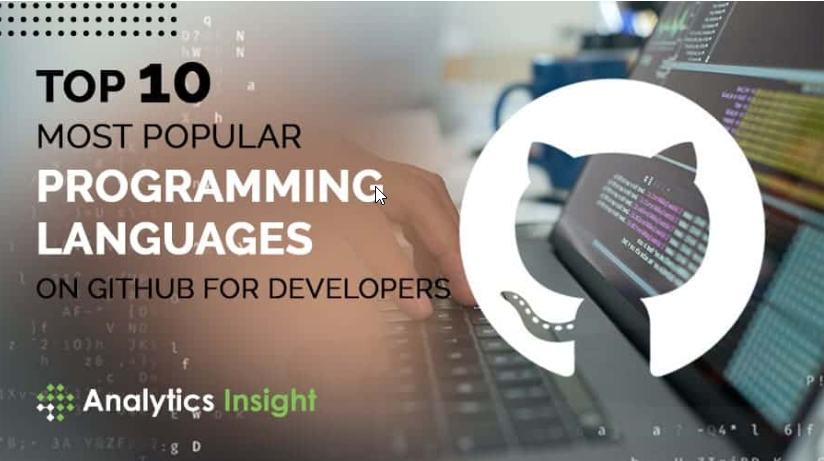 TOP 10
MOST POPULAR
PROGRAMMING
LANGUAGES
ON GITHUB FOR DEVELOPERS
Analytics Insight